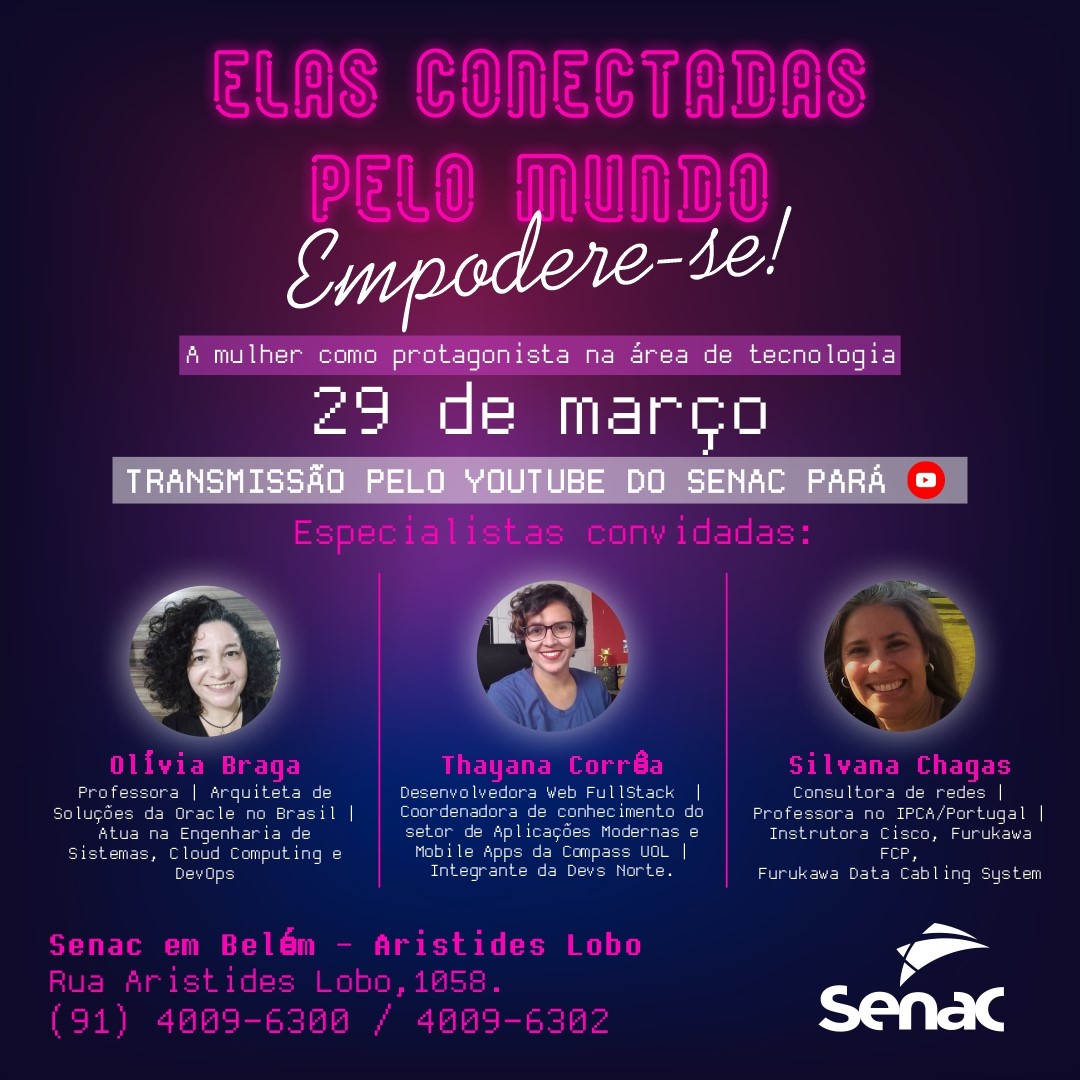 ELAS CONECTADAS
PELO MUNDO
Empodere-se!
A mulher como protagonista na área de tecnologia
29 de março
TRANSMISSÃO PELO YOUTUBE DO SENAC PARÁ
Especialistas convidadas:
Olívia Braga
Professora | Arquiteta de
Soluções da Oracle no Brasil |
Atua na Engenharia de
Sistemas, Cloud Computing e
DevOps
Thayana Corrêa
Desenvolvedora Web FullStack |
Coordenadora de conhecimento do
setor de Aplicações Modernas e
Mobile Apps da Compass UOL |
Integrante da Devs Norte.
Silvana Chagas
Consultora de redes |
Professora no IPCA/Portugal |
Instrutora Cisco, Furukawa
FCP,
Furukawa Data Cabling System
Senac em Belém - Aristides Lobo
Rua Aristides Lobo,1058.
(91) 4009-6300 / 4009-6302
Senac